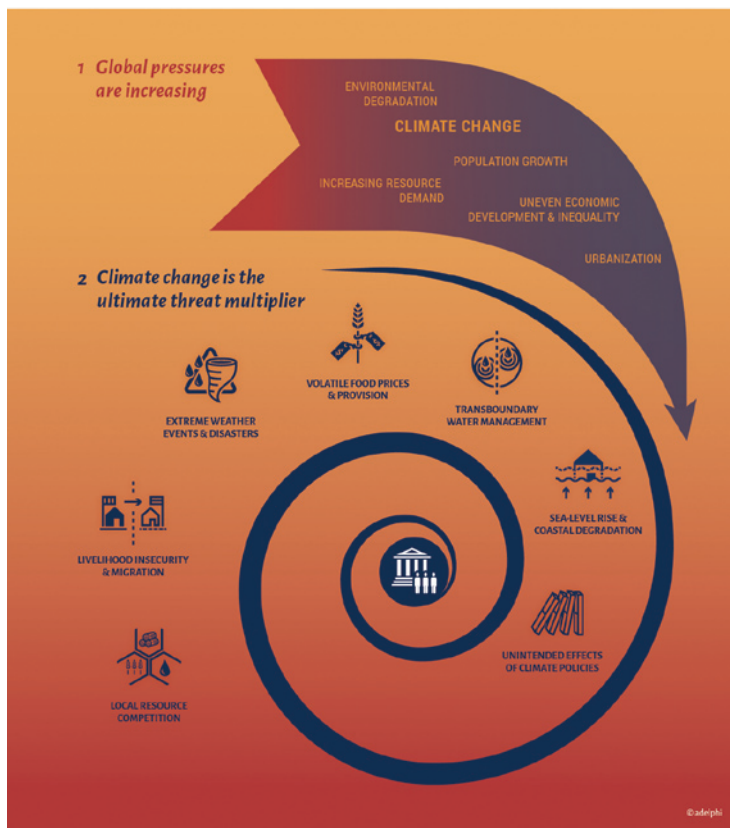 1 Global pressures
are increasing
ENVIRONMENTAL
DEGRADATION
CLIMATE CHANGE
POPULATION GROWTH
INCREASING RESOURCE
DEMAND
UNEVEN ECONOMIC
DEVELOPMENT & INEQUALITY
URBANIZATION
2 Climate change is the
ultimate threat multiplier
VOLATILE FOOD PRICES
& PROVISION
EXTREME WEATHER
EVENTS & DISASTERS
TRANSBOUNDARY
WATER MANAGEMENT
SEA-LEVEL RISE &
COASTAL DEGRADATION
LIVELIHOOD INSECURITY
& MIGRATION
UNINTENDED EFFECTS
OF CLIMATE POLICIES
LOCAL RESOURCE
COMPETITION
©adelphi